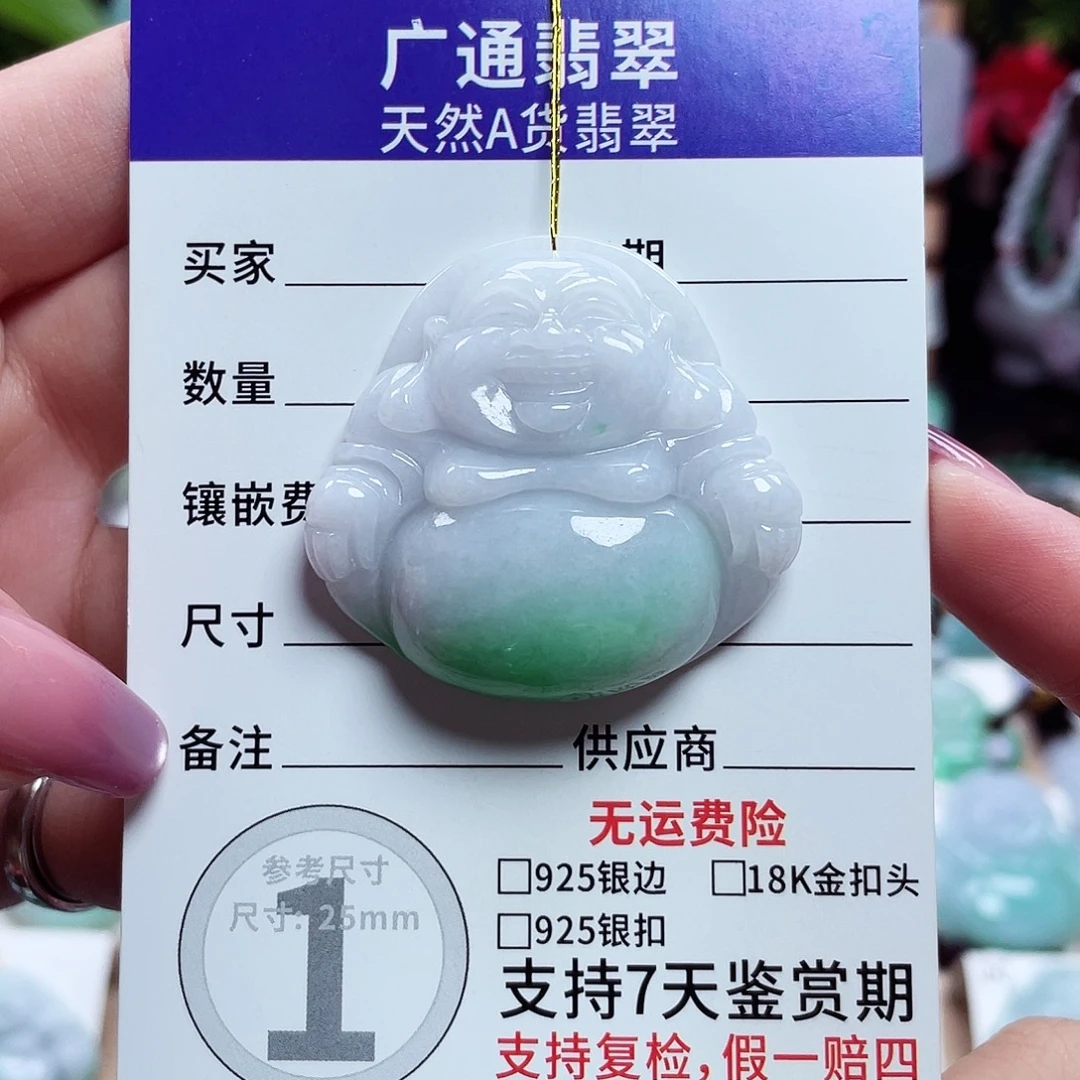 广通翡翠
天然A货翡翠
买家 期
数量
镶嵌费
尺寸
备注 供应商
无运费险
参考尺寸
尺寸: 25mm
1
□925银边 □18K金扣头
□925银扣
支持7天鉴赏期
支持复检,假一赔四